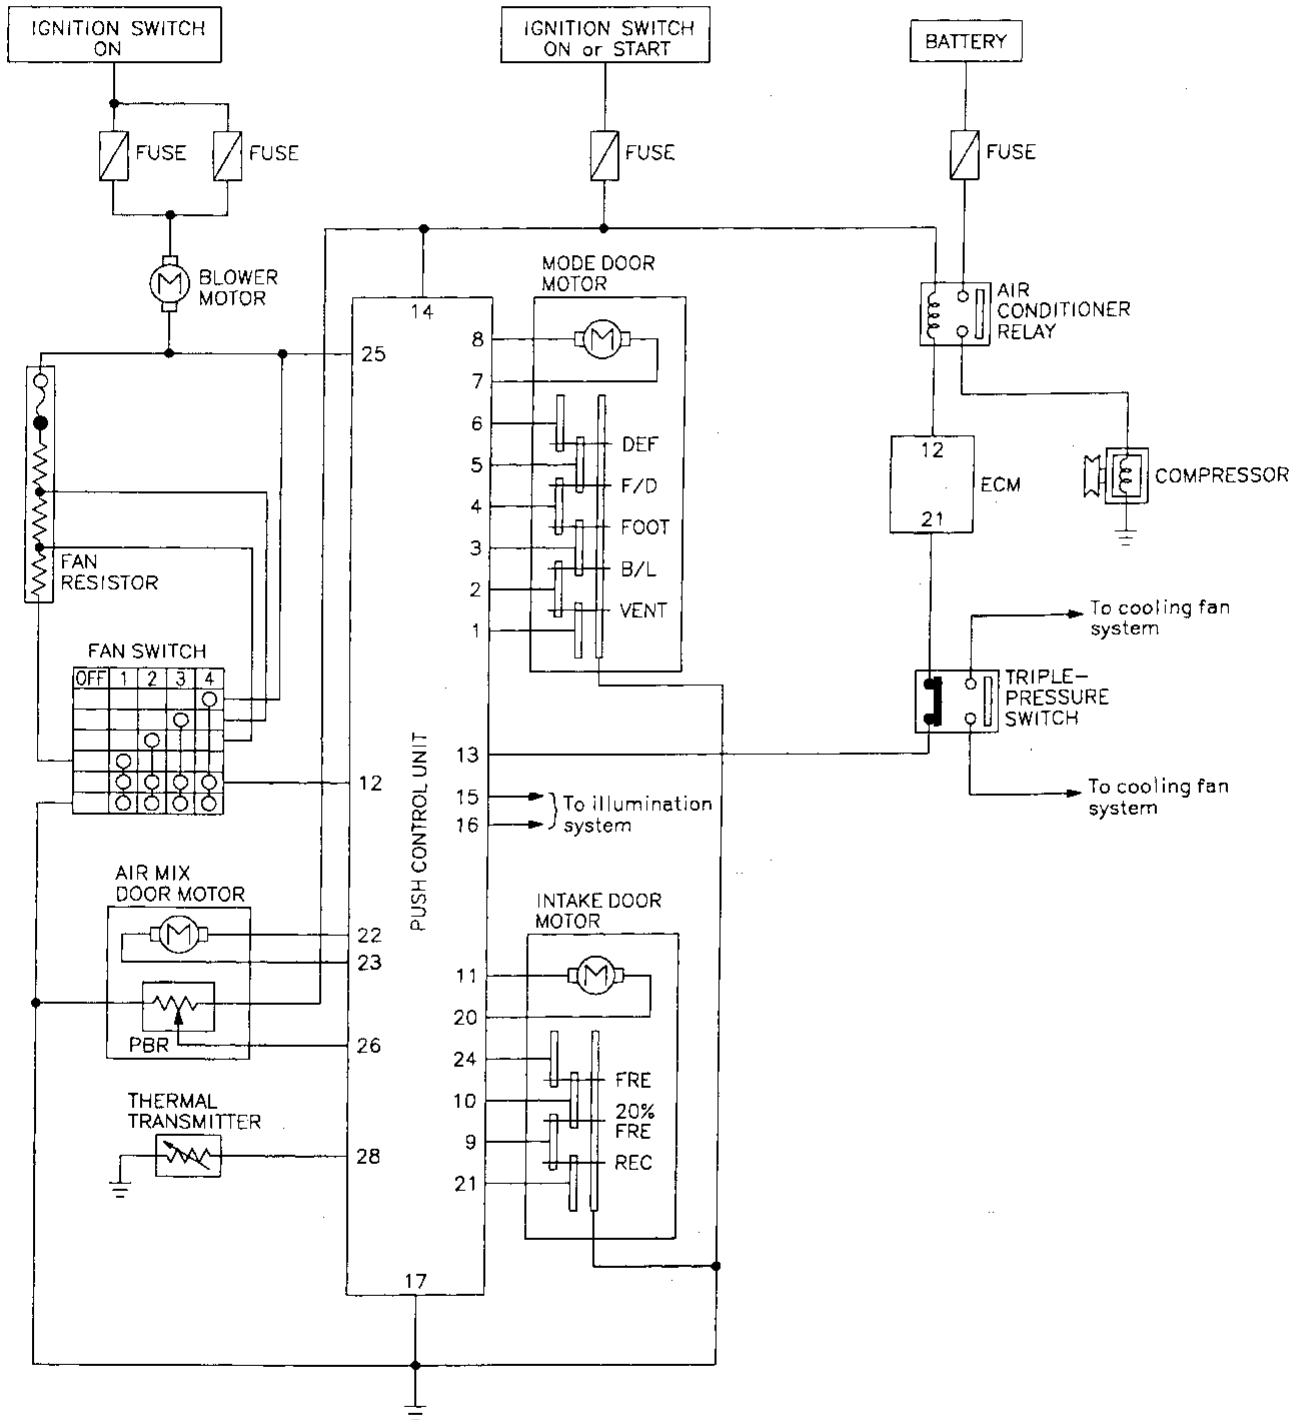 IGNITION SWITCH
ON
IGNITION SWITCH
ON or START
BATTERY
FUSE
FUSE
FUSE
FUSE
BLOWER
MOTOR
MODE DOOR
MOTOR
AIR
CONDITIONER
RELAY
14
25
8
M
M
7
6
DEF
5
F/D
4
FOOT
3
B/L
2
VENT
1
12
ECM
21
COMPRESSOR
FAN
RESISTOR
FAN SWITCH
OFF 1 2 3 4
To cooling fan
system
TRIPLE-
PRESSURE
SWITCH
To cooling fan
system
PUSH CONTROL UNIT
13
12
15
16
To illumination
system
AIR MIX
DOOR MOTOR
M
22
23
PBR
26
THERMAL
TRANSMITTER
28
INTAKE DOOR
MOTOR
11
M
20
24
FRE
10
20%
FRE
9
REC
21
17